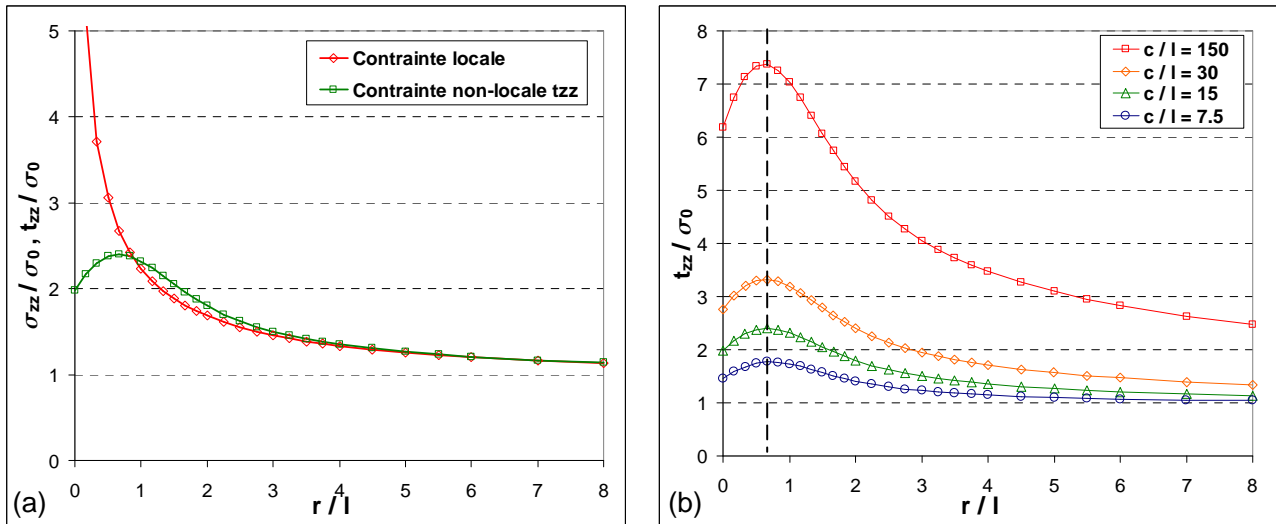 5
4
3
2
1
0
σzz / σ0 , tzz / σ0
Contrainte locale
Contrainte non-locale tzz
0 1 2 3 4 5 6 7 8
r / l
(a)
8
7
6
5
4
3
2
1
0
tzz / σ0
c / l = 150
c / l = 30
c / l = 15
c / l = 7.5
0 1 2 3 4 5 6 7 8
r / l
(b)